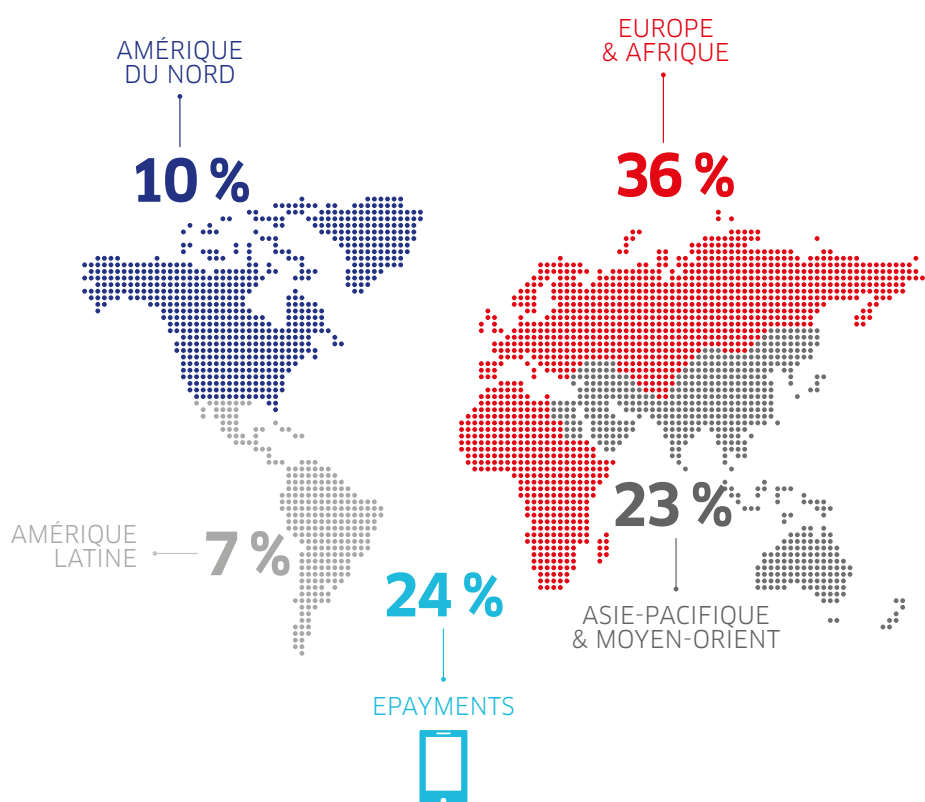 AMÉRIQUE
DU NORD
10 %
EUROPE
& AFRIQUE
36 %
AMÉRIQUE
LATINE
7 %
24 %
EPAYMENTS
23 %
ASIE-PACIFIQUE
& MOYEN-ORIENT